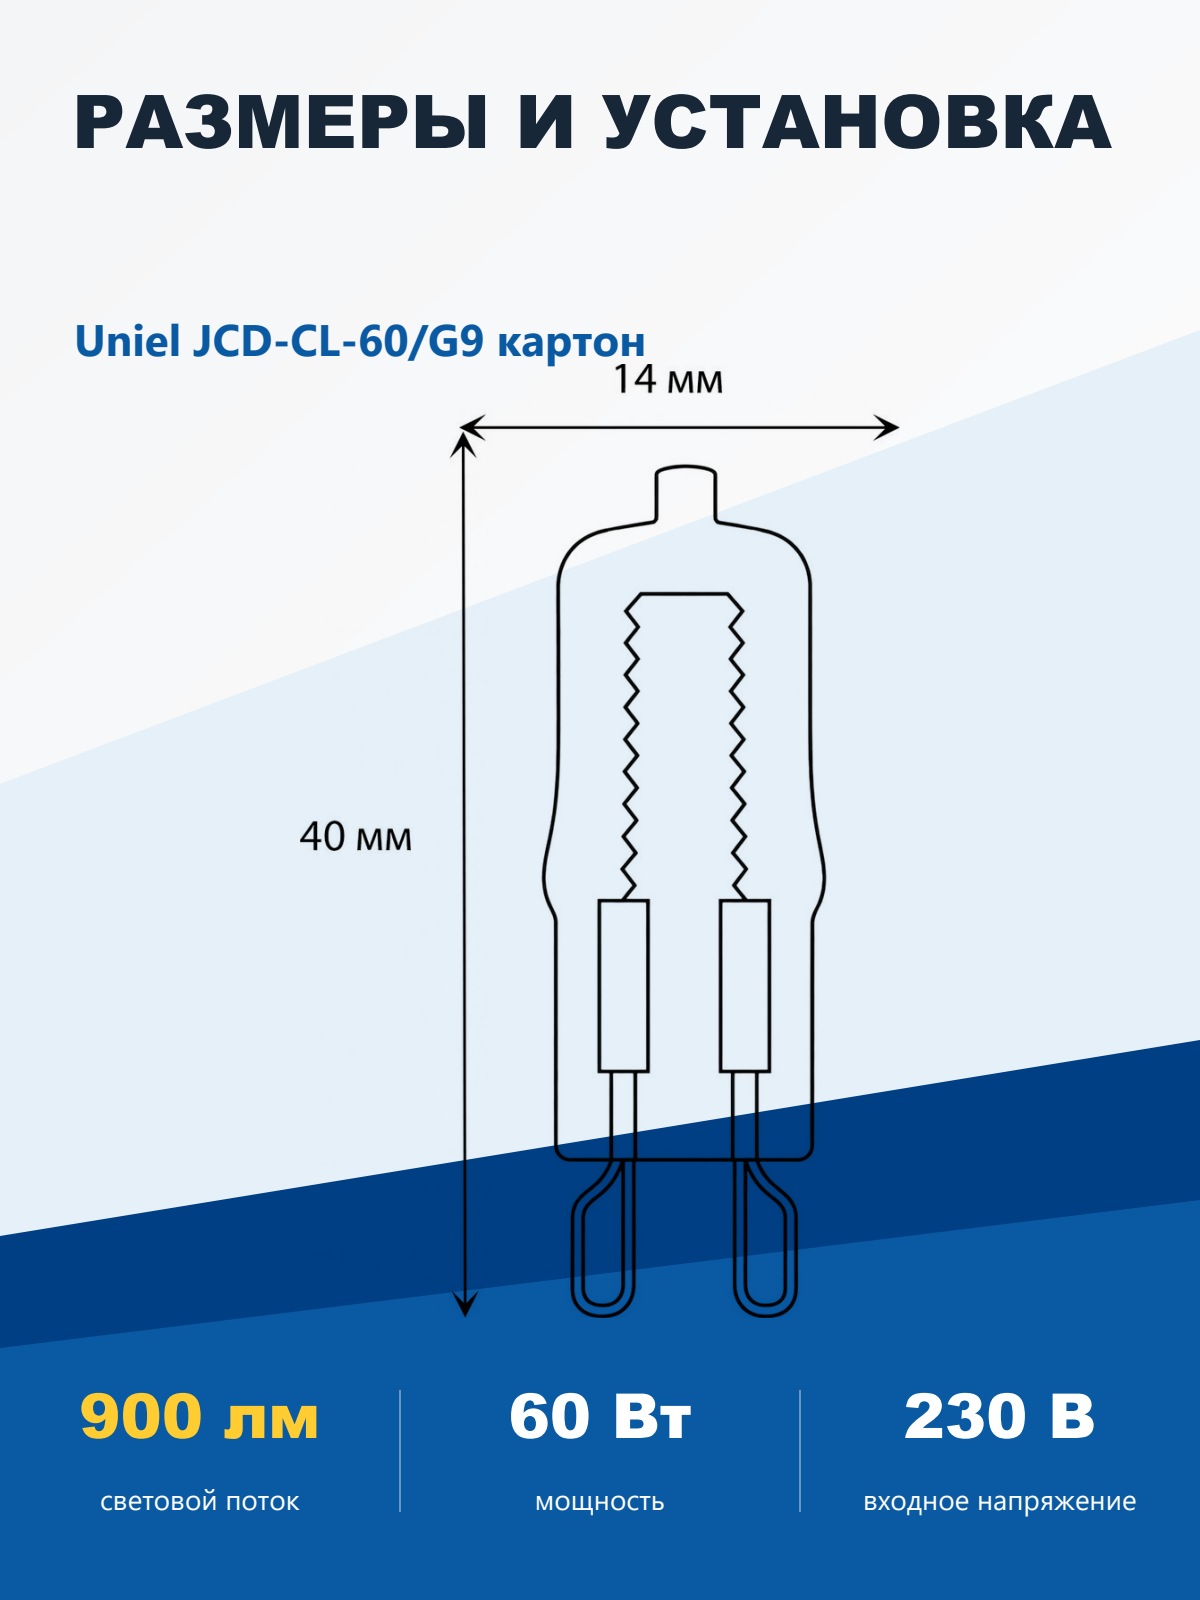 РАЗМЕРЫ И УСТАНОВКА
Uniel JCD-CL-60/G9 картон
14 мм
40 мм
900 лм
световой поток
60 Вт
мощность
230 В
входное напряжение